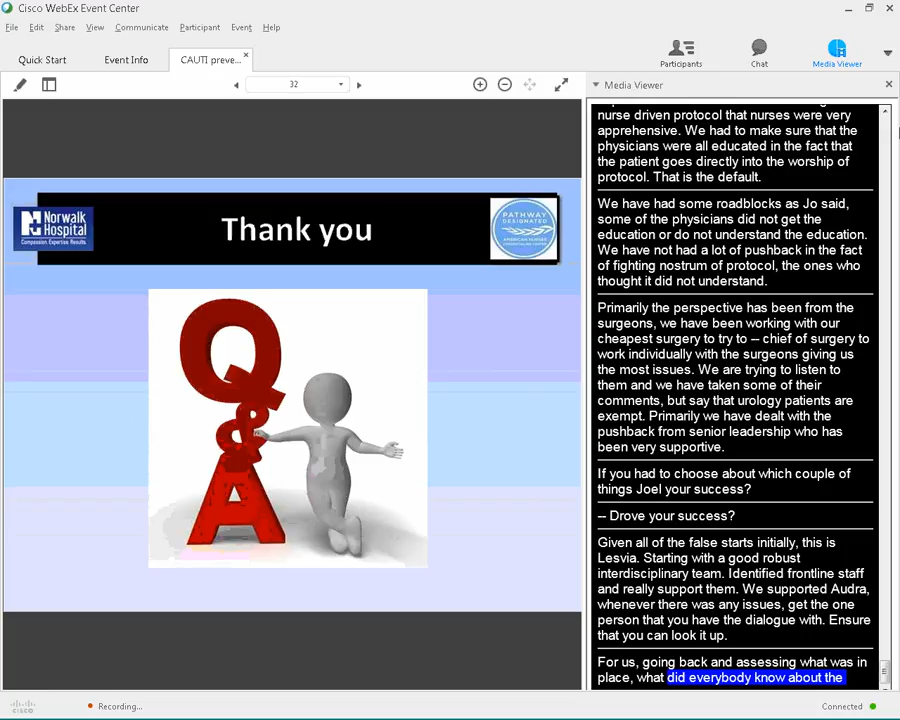 Cisco WebEx Event Center
File Edit Share View Communicate Participant Event Help
Quick Start Event Info CAUTI preve...
Participants Chat Media Viewer
32
Media Viewer
Norwalk
Hospital
Compassion. Expertise. Results.
Thank you
PATHWAY
DESIGNATED
AMERICAN NURSES
CREDENTIALING CENTER
Q
&
A
nurse driven protocol that nurses were very
apprehensive. We had to make sure that the
physicians were all educated in the fact that
the patient goes directly into the worship of
protocol. That is the default.
We have had some roadblocks as Jo said,
some of the physicians did not get the
education or do not understand the education.
We have not had a lot of pushback in the fact
of fighting nostrum of protocol, the ones who
thought it did not understand.
Primarily the perspective has been from the
surgeons, we have been working with our
cheapest surgery to try to -- chief of surgery to
work individually with the surgeons giving us
the most issues. We are trying to listen to
them and we have taken some of their
comments, but say that urology patients are
exempt. Primarily we have dealt with the
pushback from senior leadership who has
been very supportive.
If you had to choose about which couple of
things Joel your success?
-- Drove your success?
Given all of the false starts initially, this is
Lesvia. Starting with a good robust
interdisciplinary team. Identified frontline staff
and really support them. We supported Audra,
whenever there was any issues, get the one
person that you have the dialogue with. Ensure
that you can look it up.
For us, going back and assessing what was in
place, what did everybody know about the
cisco
Recording...
Connected